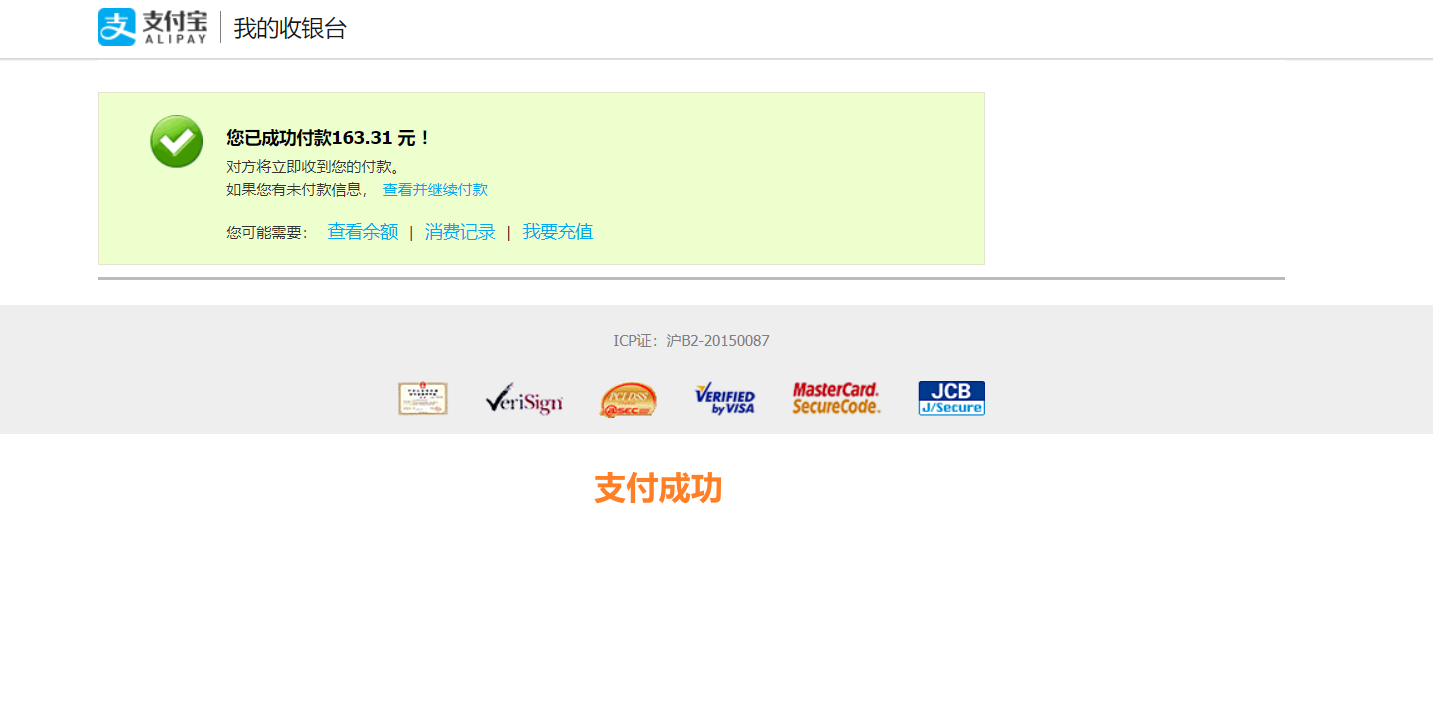 支付宝 ALIPAY 我的收银台
您已成功付款163.31 元！
对方将立即收到您的付款。
如果您有未付款信息， 查看并继续付款
您可能需要： 查看余额 | 消费记录 | 我要充值
ICP证：沪B2-20150087
VeriSign VERIFIED by VISA MasterCard. SecureCode. JCB J/Secure
支付成功